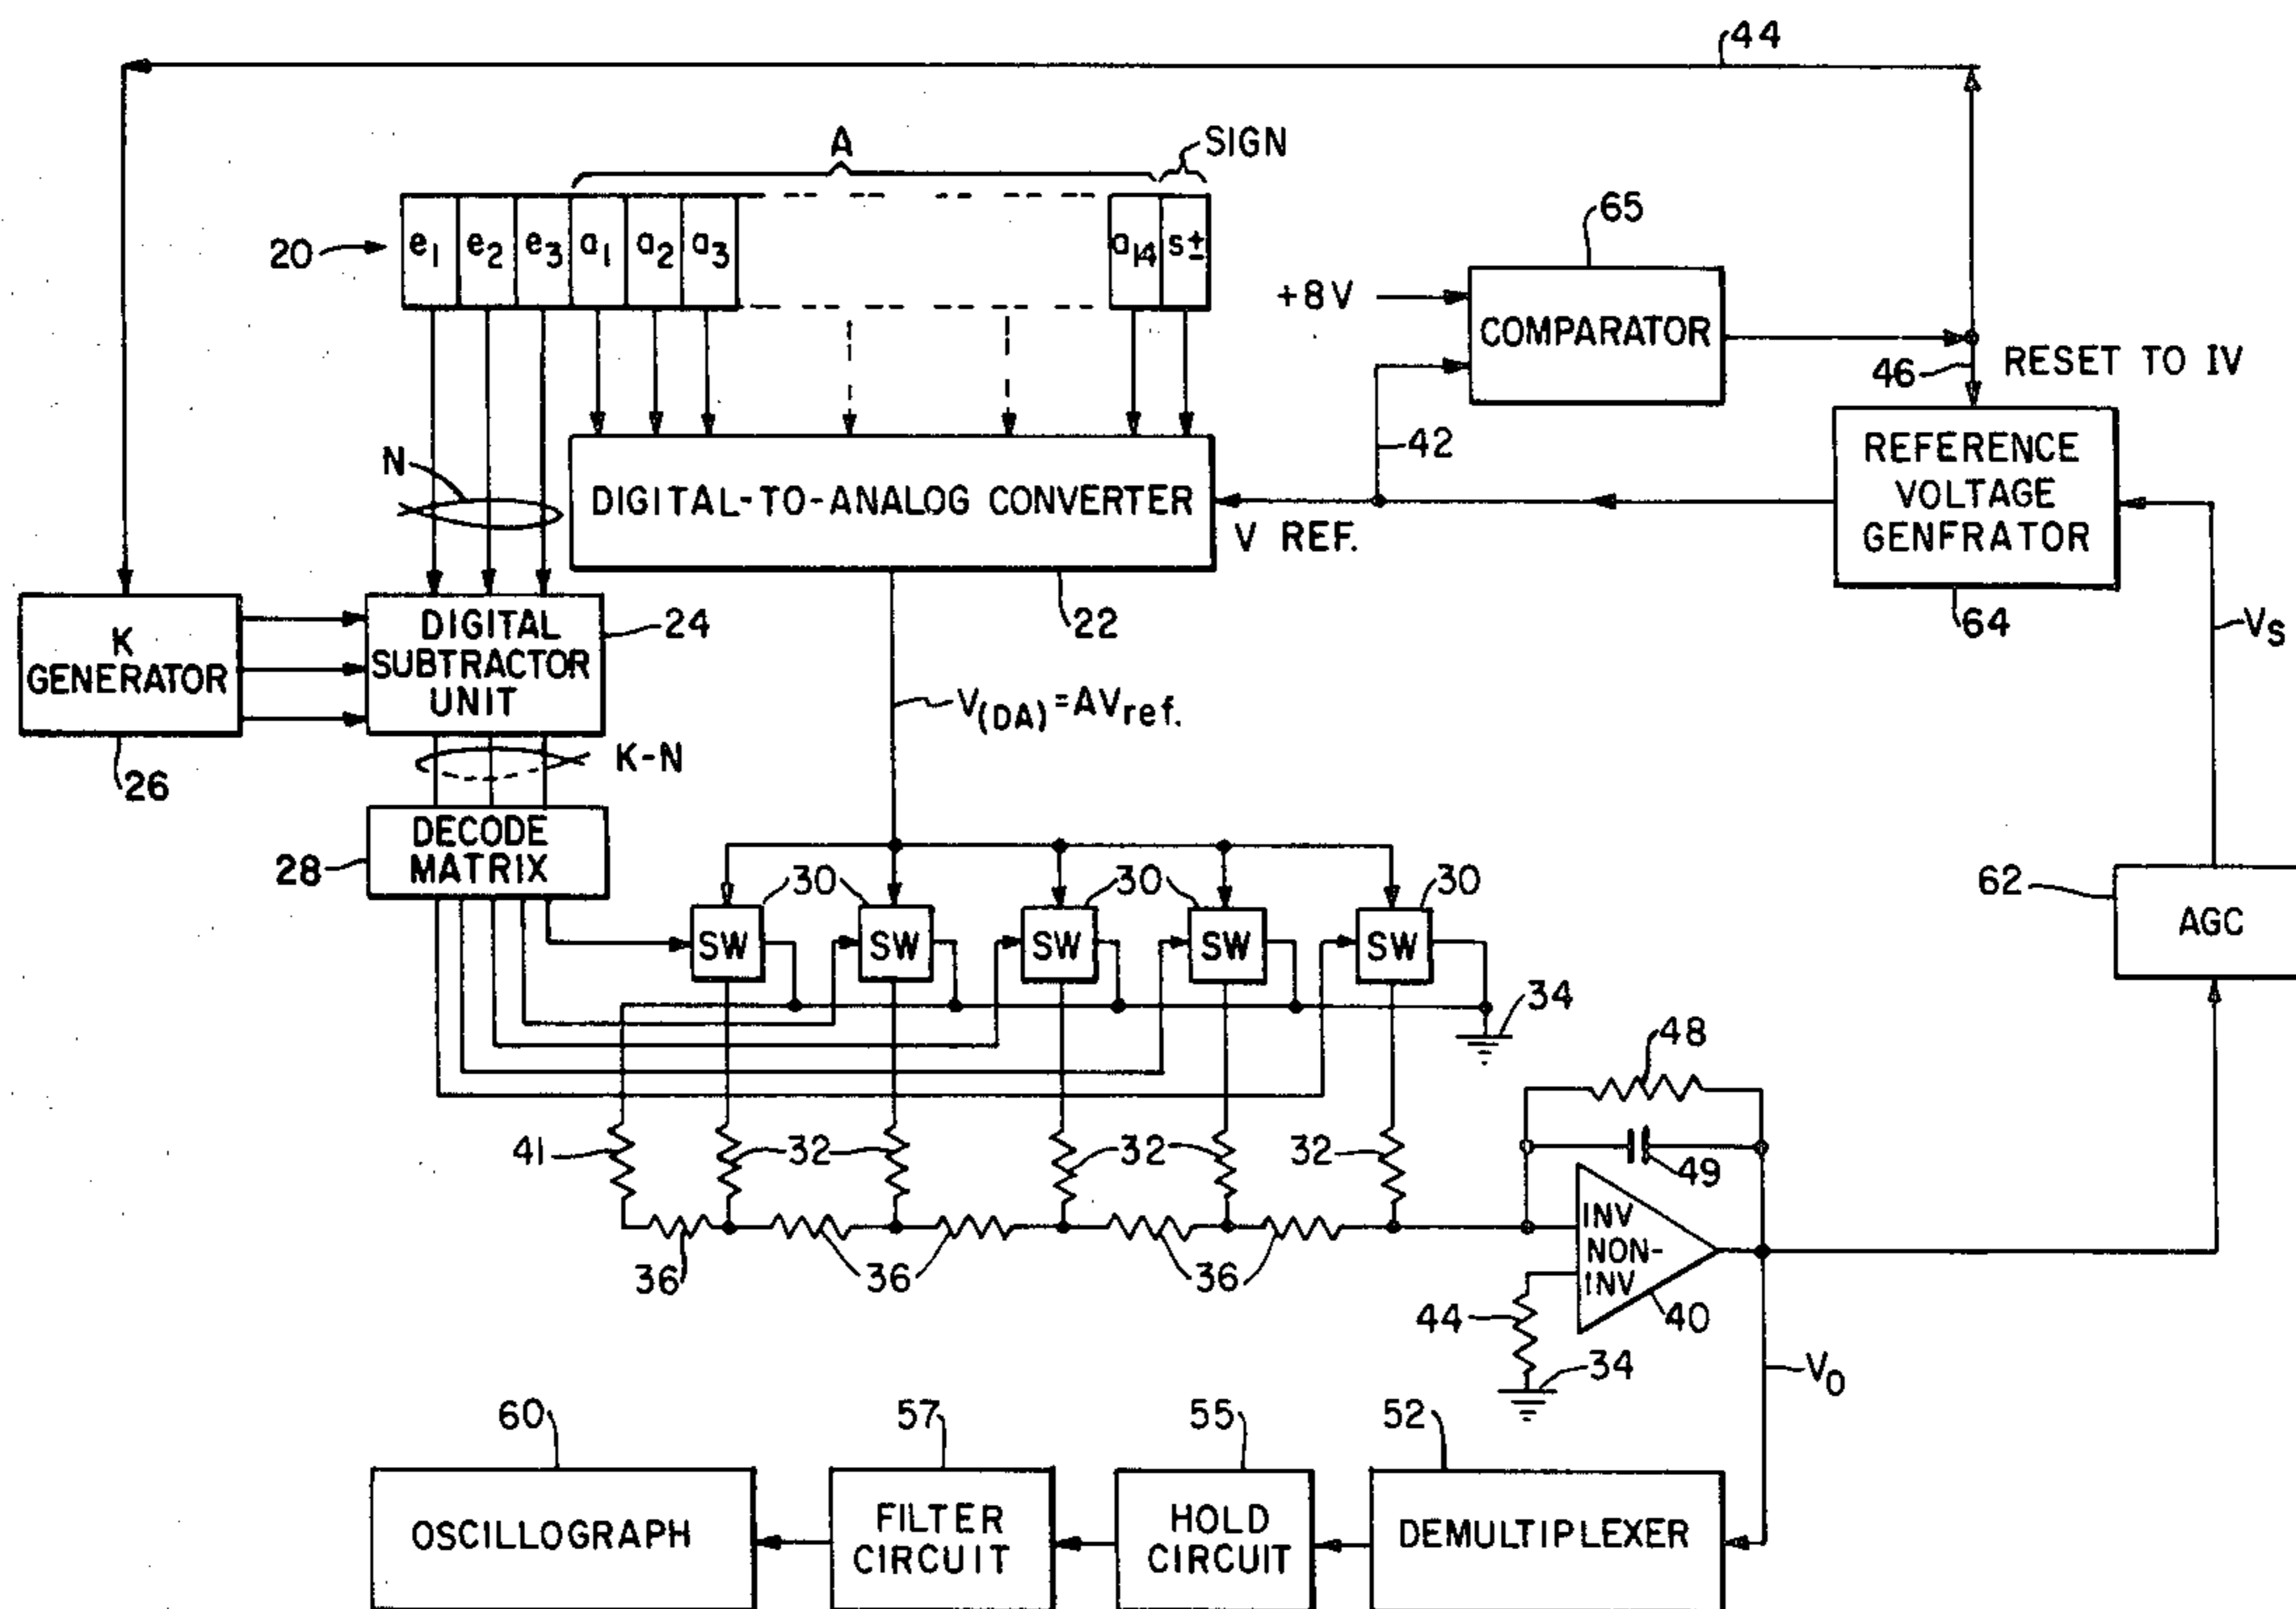 44
A
SIGN
20
e1 e2 e3 a1 a2 a3 a14 s±
65
+8V
COMPARATOR
46
RESET TO IV
42
N
DIGITAL-TO-ANALOG CONVERTER
V REF.
REFERENCE
VOLTAGE
GENFRATOR
64
VS
22
K
GENERATOR
26
DIGITAL
SUBTRACTOR
UNIT
24
V(DA)=AVref.
K-N
DECODE
MATRIX
28
30
30
30
SW
SW
SW
SW
SW
62
AGC
34
48
41
32
32
32
49
36
36
36
INV
NON-
INV
40
44
34
VO
60
57
55
52
OSCILLOGRAPH
FILTER
CIRCUIT
HOLD
CIRCUIT
DEMULTIPLEXER